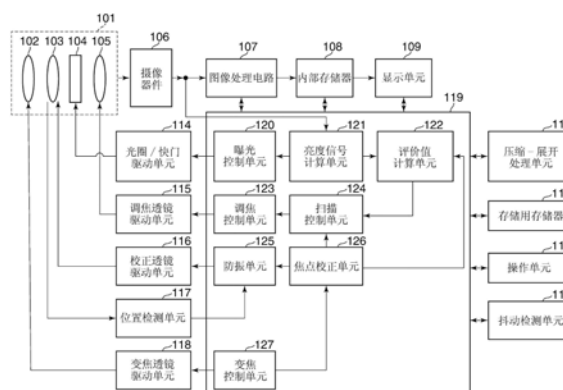 101
102
103
104
105
106
摄像
器件
107
图像处理电路
108
内部存储器
109
显示单元
119
114
光圈/快门
驱动单元
120
曝光
控制单元
121
亮度信号
计算单元
122
评价值
计算单元
11
压缩-展开
处理单元
115
调焦透镜
驱动单元
123
调焦
控制单元
124
扫描
控制单元
11
存储用存储器
116
校正透镜
驱动单元
125
防振单元
126
焦点校正单元
11
操作单元
117
位置检测单元
11
抖动检测单元
118
变焦透镜
驱动单元
127
变焦
控制单元